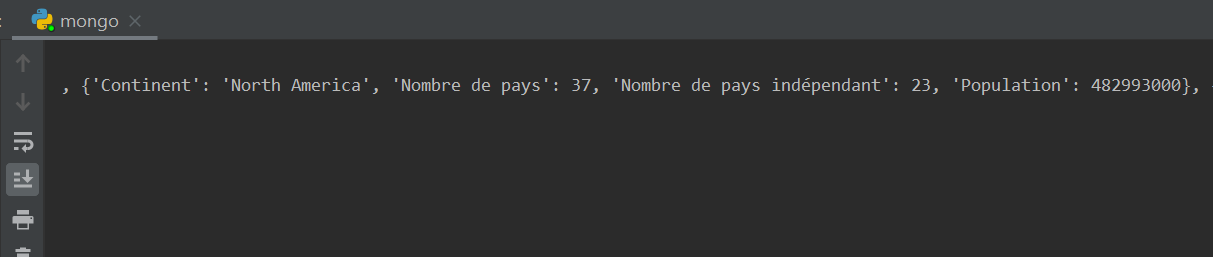 mongo
, {'Continent': 'North America', 'Nombre de pays': 37, 'Nombre de pays indépendant': 23, 'Population': 482993000},